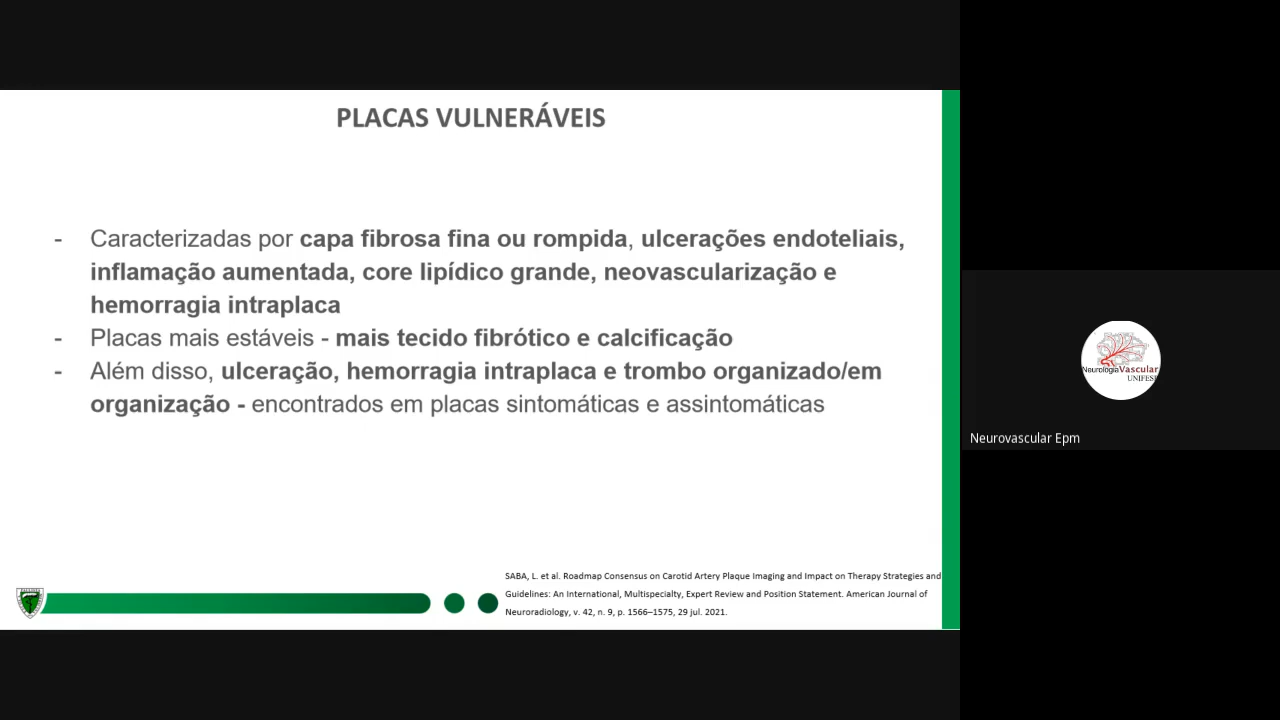 PLACAS VULNERÁVEIS
- Caracterizadas por capa fibrosa fina ou rompida, ulcerações endoteliais,
inflamação aumentada, core lipídico grande, neovascularização e
hemorragia intraplaca
- Placas mais estáveis - mais tecido fibrótico e calcificação
- Além disso, ulceração, hemorragia intraplaca e trombo organizado/em
organização - encontrados em placas sintomáticas e assintomáticas
SABA, L. et al. Roadmap Consensus on Carotid Artery Plaque Imaging and Impact on Therapy Strategies and
Guidelines: An International, Multispecialty, Expert Review and Position Statement. American Journal of
Neuroradiology, v. 42, n. 9, p. 1566–1575, 29 jul. 2021.
NeurologiaVascular
UNIFESP
Neurovascular Epm